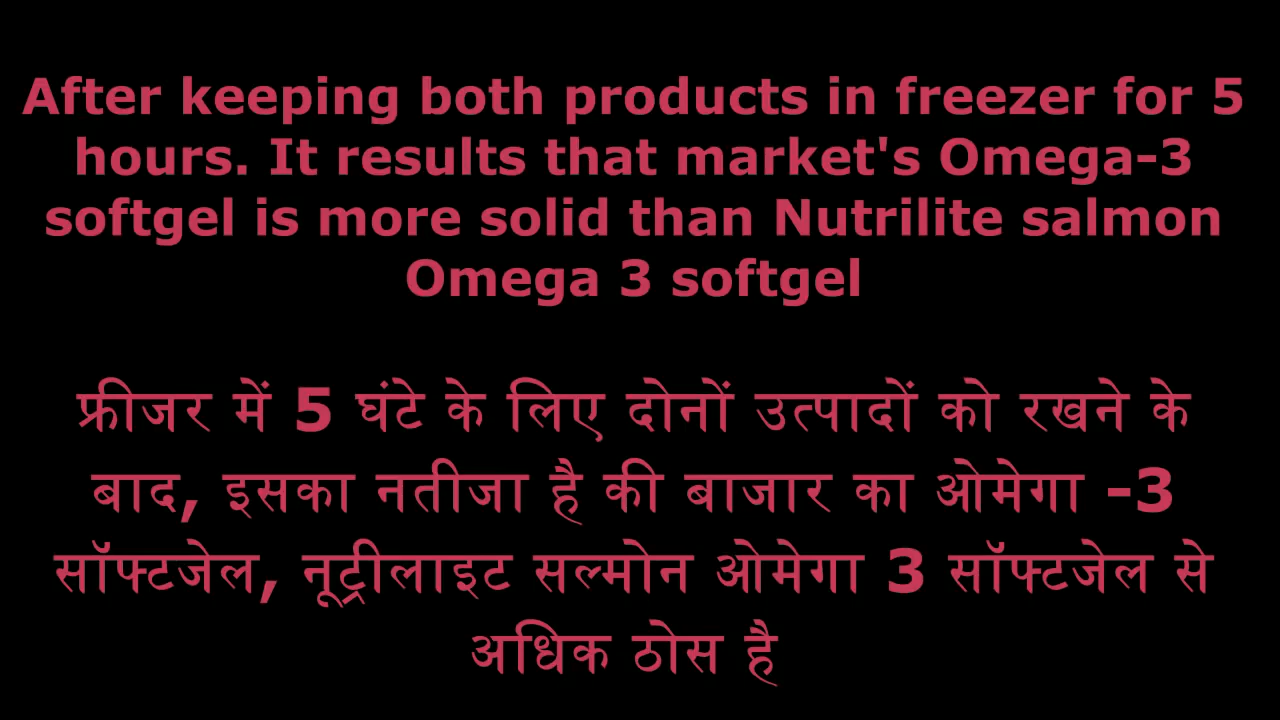 After keeping both products in freezer for 5
hours. It results that market's Omega-3
softgel is more solid than Nutrilite salmon
Omega 3 softgel
फ्रीजर में 5 घंटे के लिए दोनों उत्पादों को रखने के
बाद, इसका नतीजा है की बाजार का ओमेगा -3
सॉफ्टजेल, नूट्रीलाइट सल्मोन ओमेगा 3 सॉफ्टजेल से
अधिक ठोस है